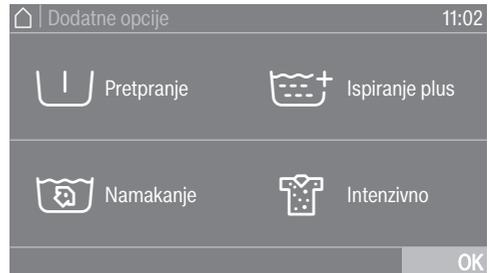 Dodatne opcije 11:02
Pretpranje Ispiranje plus
Namakanje Intenzivno
OK